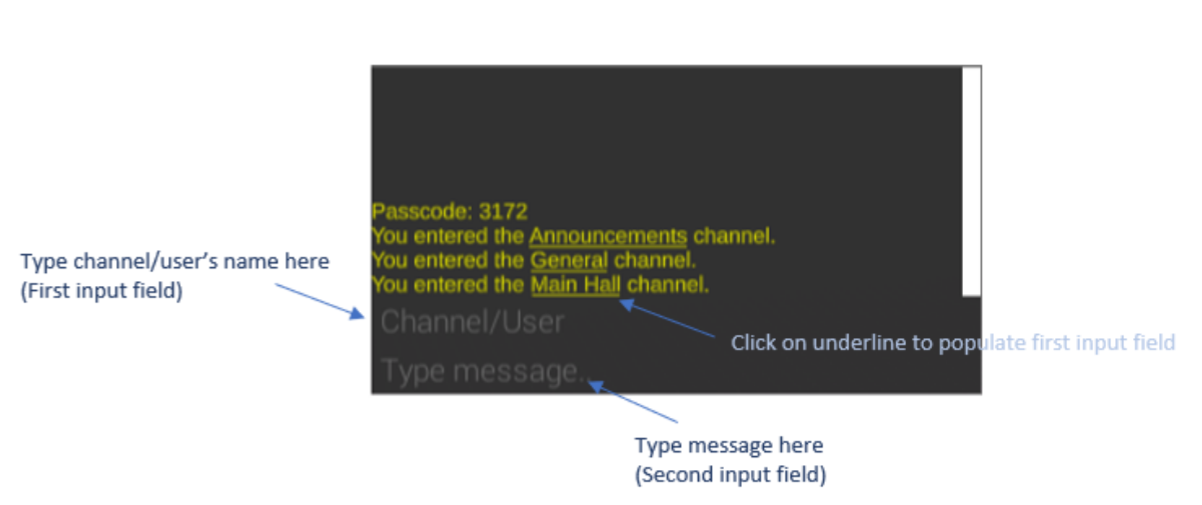 Passcode: 3172
You entered the Announcements channel.
You entered the General channel.
You entered the Main Hall channel.
Channel/User
Type message..
Type channel/user's name here
(First input field)
Click on underline to populate first input field
Type message here
(Second input field)